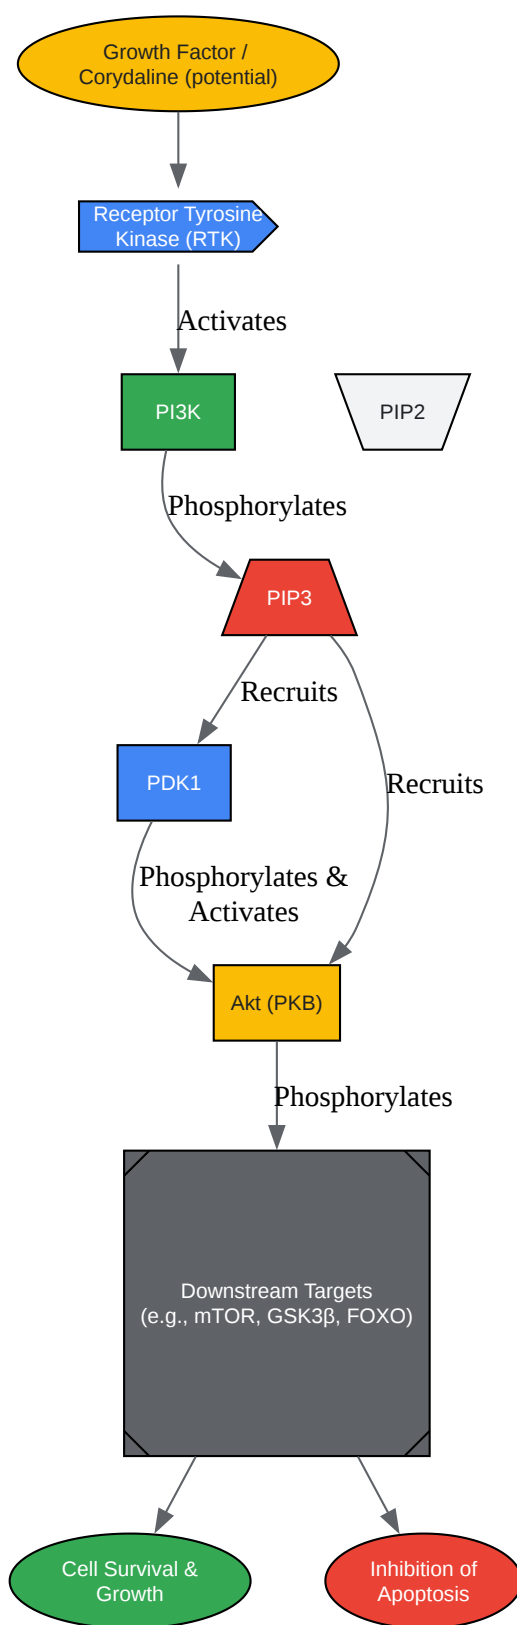 Growth Factor /
Corydaline (potential)
Receptor Tyrosine
Kinase (RTK)
Activates
PI3K
PIP2
Phosphorylates
PIP3
Recruits
PDK1
Recruits
Phosphorylates &
Activates
Akt (PKB)
Phosphorylates
Downstream Targets
(e.g., mTOR, GSK3β, FOXO)
Cell Survival &
Growth
Inhibition of
Apoptosis